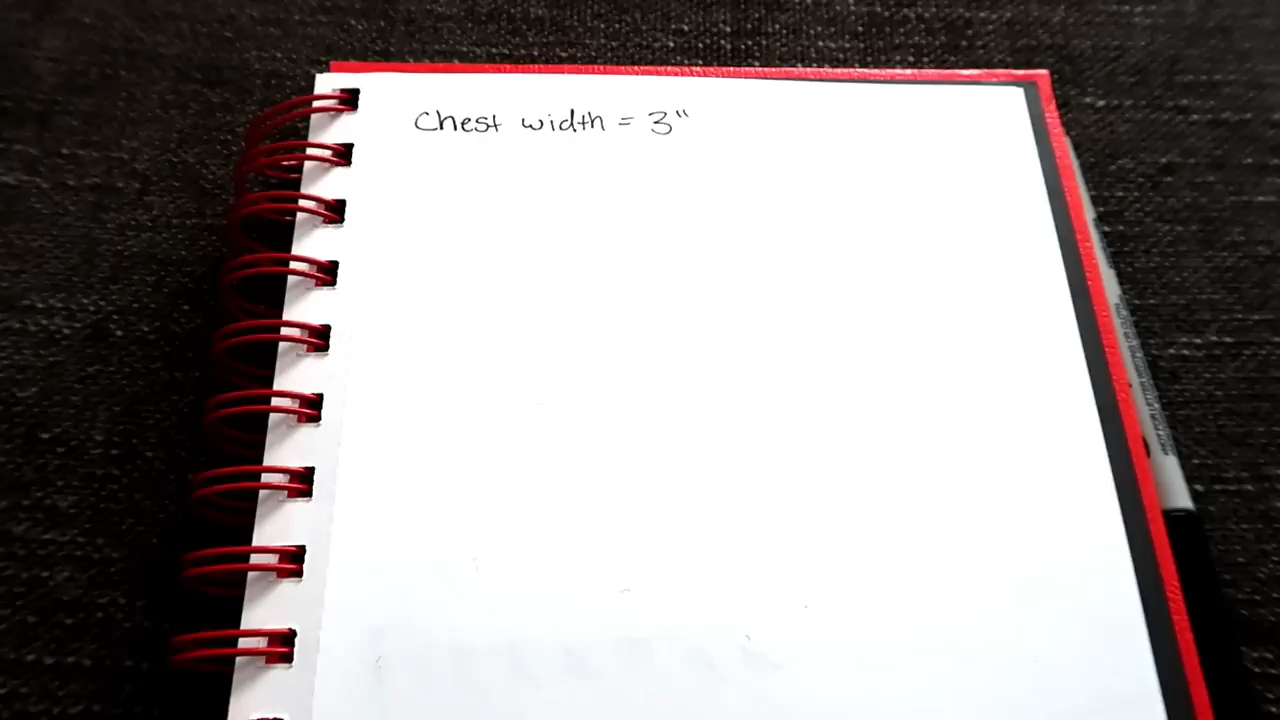 Chest width = 3"